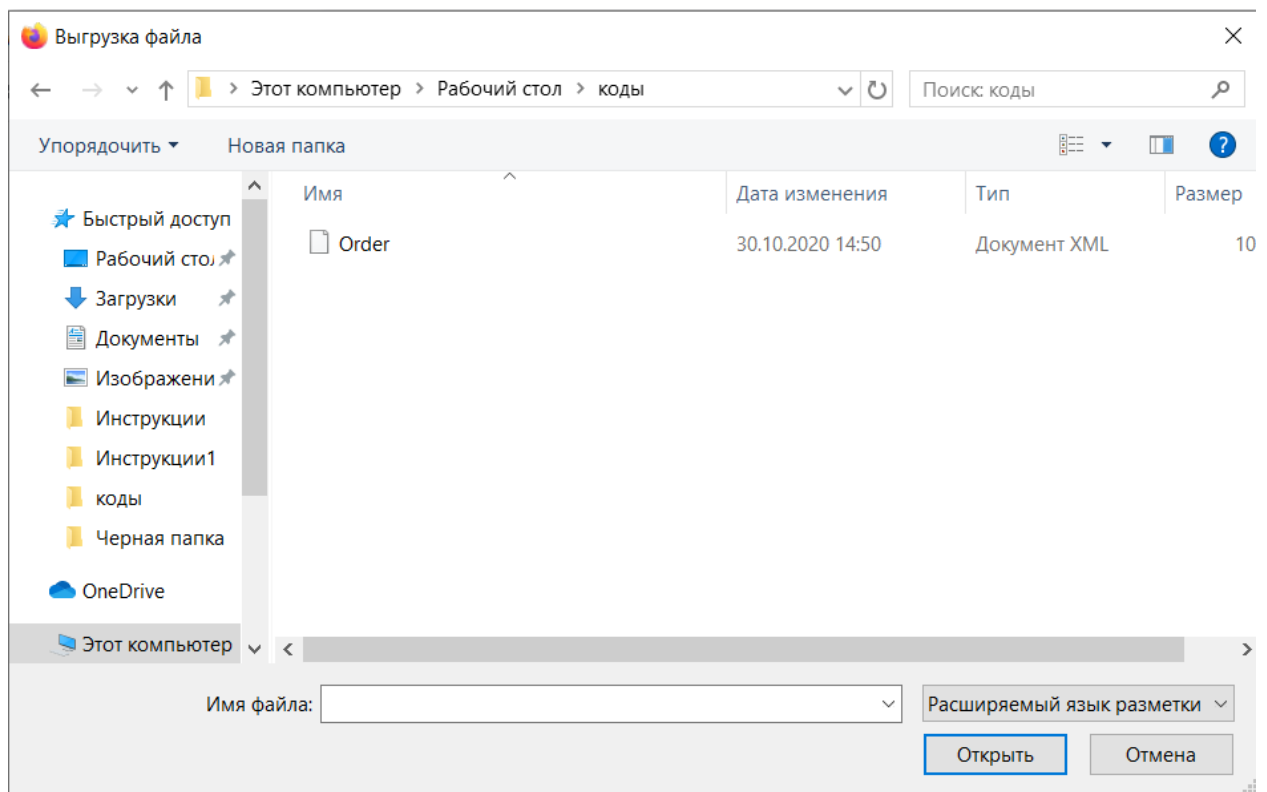 Выгрузка файла
Этот компьютер > Рабочий стол > коды
Поиск: коды
Упорядочить Новая папка
?
Имя Дата изменения Тип Размер
Быстрый доступ
Рабочий стол
Загрузки
Документы
Изображени
Инструкции
Инструкции1
коды
Черная папка
OneDrive
Этот компьютер
Order 30.10.2020 14:50 Документ XML 10
Имя файла:
Расширяемый язык разметки
Открыть Отмена